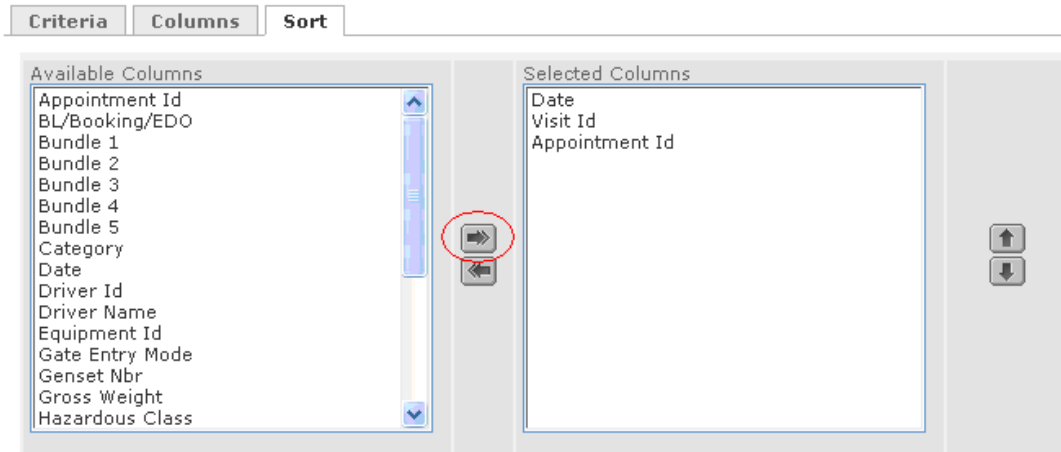 Criteria Columns Sort
Available Columns
Appointment Id
BL/Booking/EDO
Bundle 1
Bundle 2
Bundle 3
Bundle 4
Bundle 5
Category
Date
Driver Id
Driver Name
Equipment Id
Gate Entry Mode
Genset Nbr
Gross Weight
Hazardous Class
Selected Columns
Date
Visit Id
Appointment Id